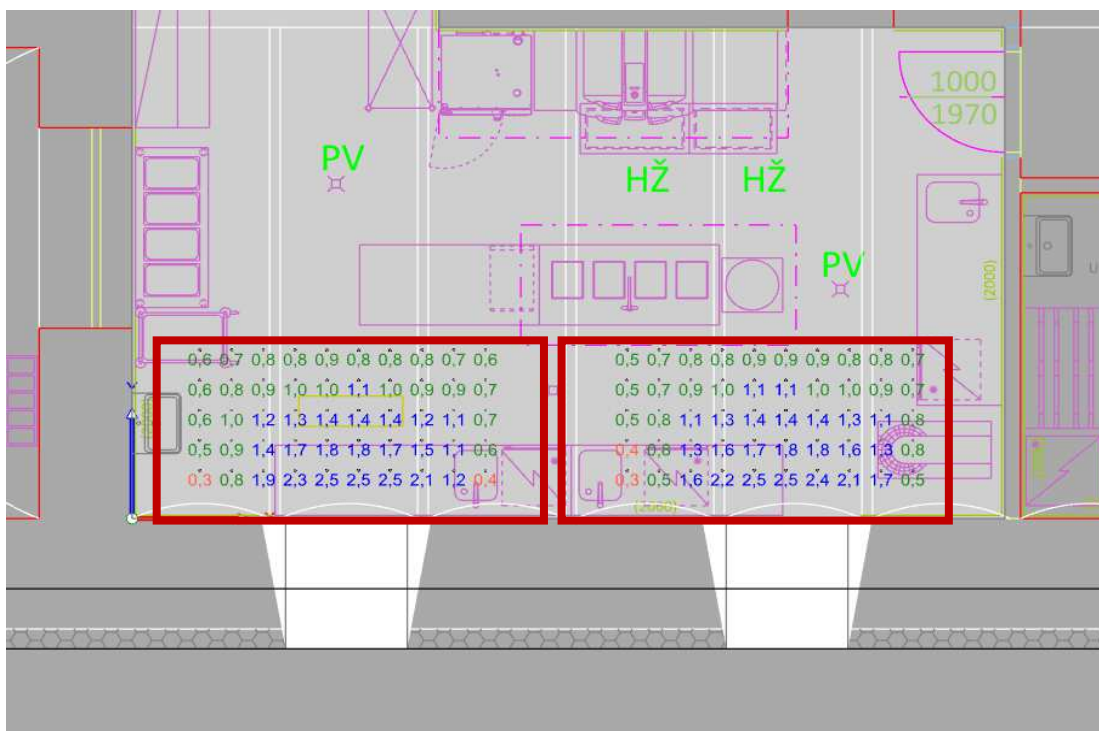 1000
1970
PV
HŽ HŽ
PV
(2000)
0,6 0,7 0,8 0,8 0,9 0,8 0,8 0,8 0,7 0,6 0,5 0,7 0,8 0,8 0,9 0,9 0,9 0,8 0,8 0,7
0,6 0,8 0,9 1,0 1,0 1,1 1,0 0,9 0,9 0,7 0,5 0,7 0,9 1,0 1,1 1,1 1,0 1,0 0,9 0,7
0,6 1,0 1,2 1,3 1,4 1,4 1,4 1,2 1,1 0,7 0,5 0,8 1,1 1,3 1,4 1,4 1,4 1,3 1,1 0,8
0,5 0,9 1,4 1,7 1,8 1,8 1,7 1,5 1,1 0,6 0,4 0,8 1,3 1,6 1,7 1,8 1,8 1,6 1,3 0,8
0,3 0,8 1,9 2,3 2,5 2,5 2,5 2,1 1,2 0,4 0,3 0,5 1,6 2,2 2,5 2,5 2,4 2,1 1,7 0,5
(2000)